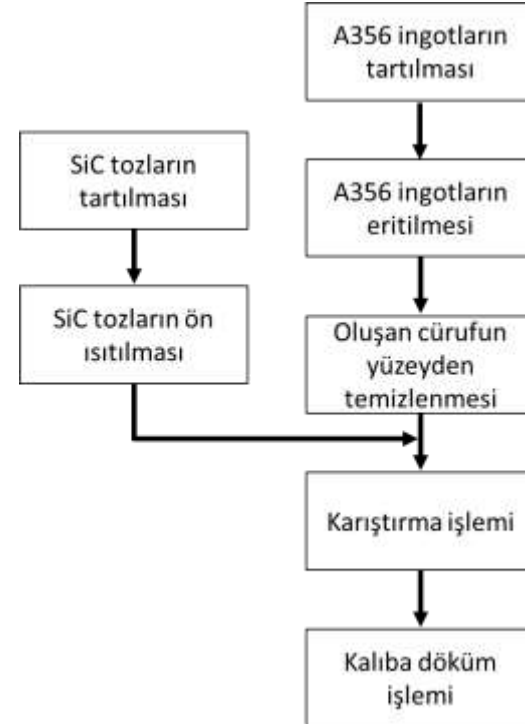 A356 ingotların
tartılması
SiC tozların
tartılması
A356 ingotların
eritilmesi
SiC tozların ön
ısıtılması
Oluşan cürufun
yüzeyden
temizlenmesi
Karıştırma işlemi
Kalıba döküm
işlemi